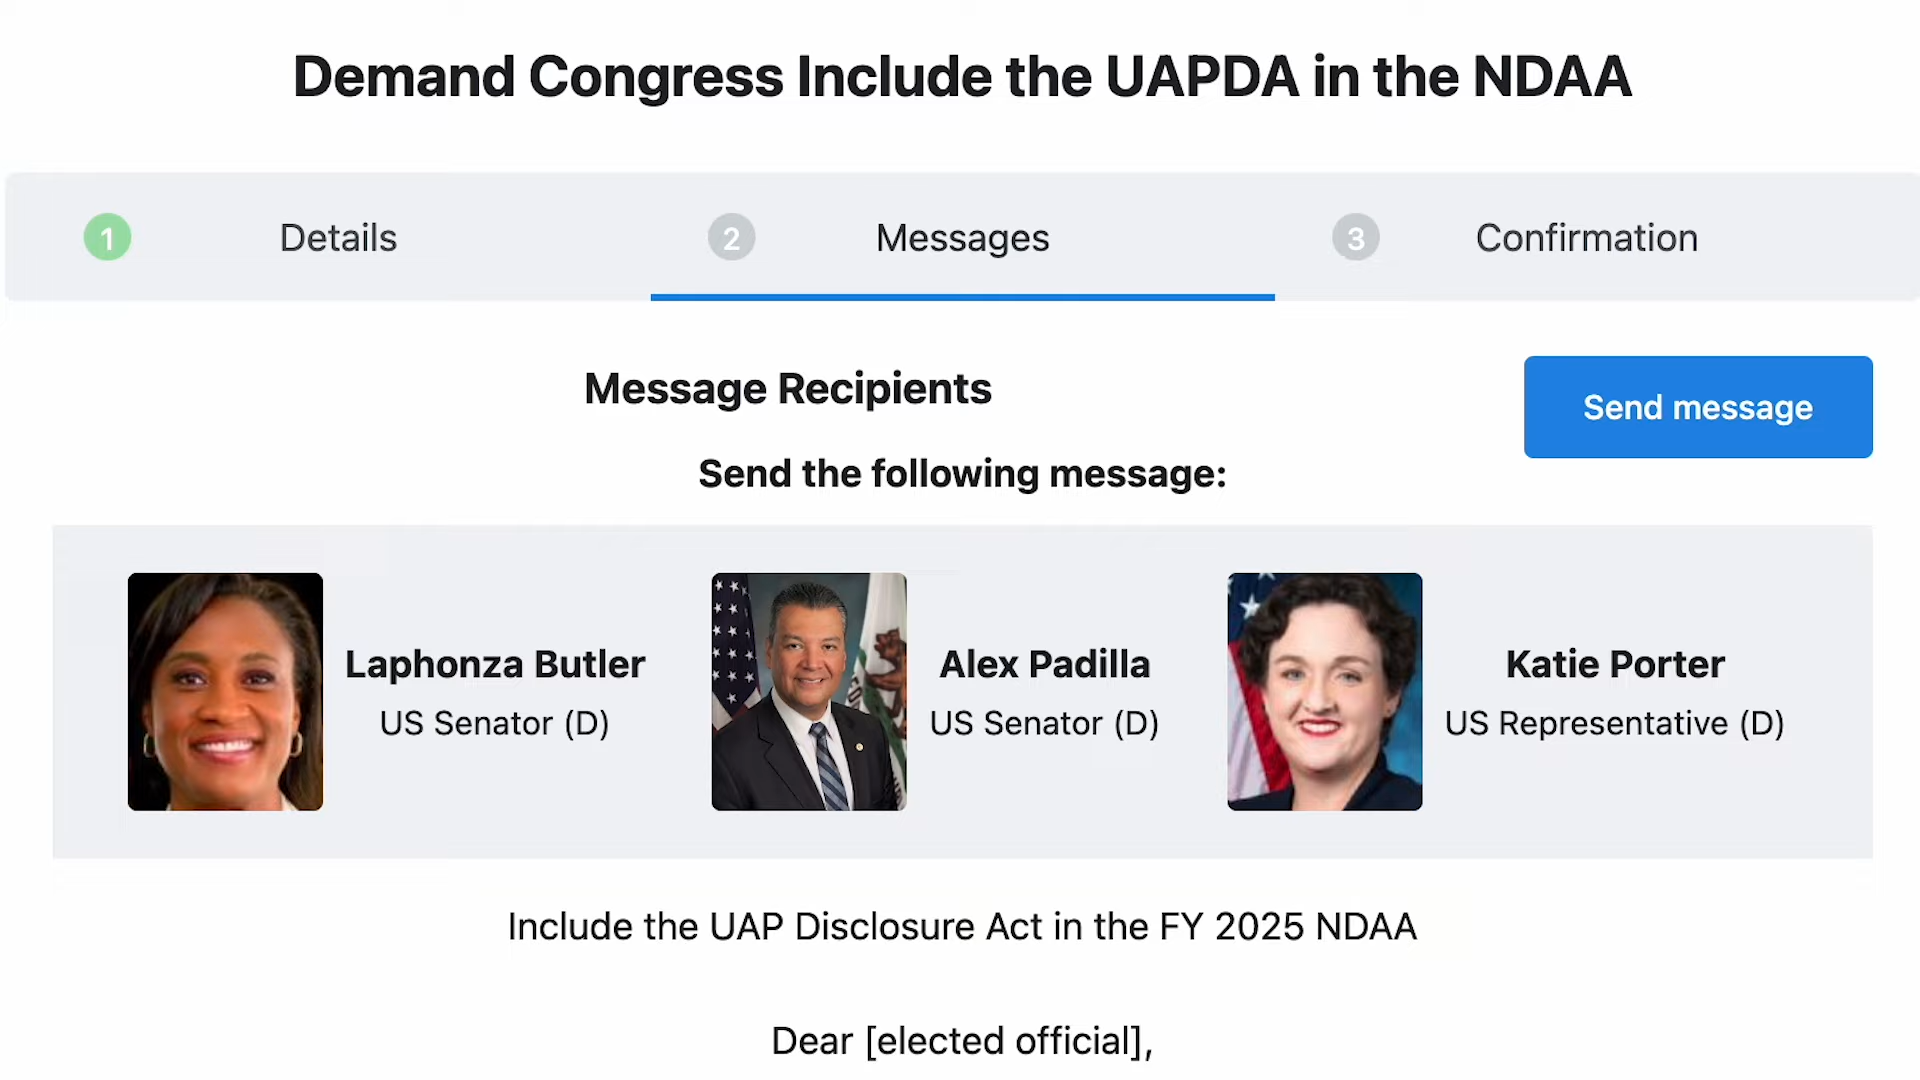 Demand Congress Include the UAPDA in the NDAA
1 Details 2 Messages 3 Confirmation
Message Recipients
Send message
Send the following message:
Laphonza Butler
US Senator (D)
Alex Padilla
US Senator (D)
Katie Porter
US Representative (D)
Include the UAP Disclosure Act in the FY 2025 NDAA
Dear [elected official],